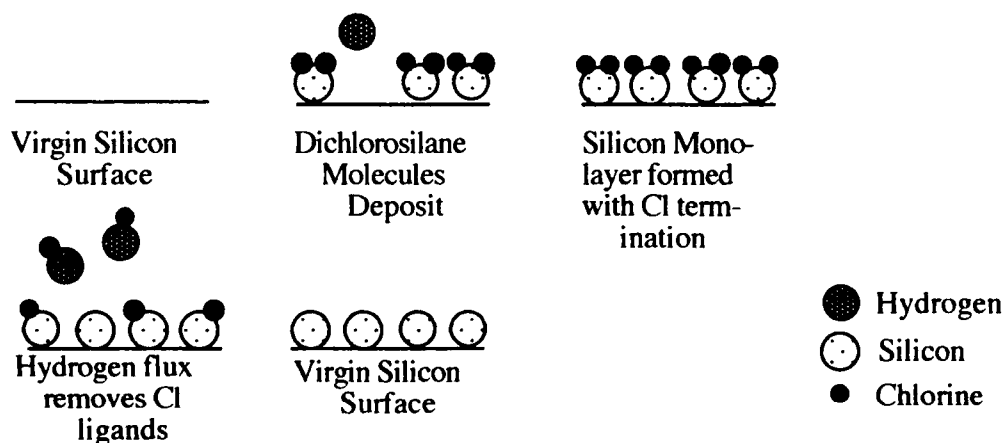 Virgin Silicon
Surface
Dichlorosilane
Molecules
Deposit
Silicon Mono-
layer formed
with Cl term-
ination
Hydrogen flux
removes Cl
ligands
Virgin Silicon
Surface
Hydrogen
Silicon
Chlorine